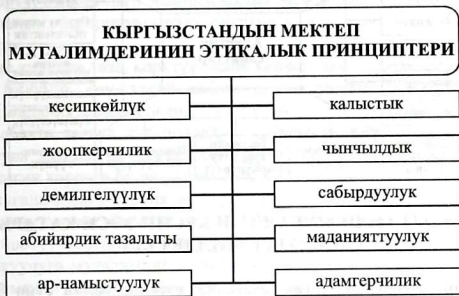 КЫРГЫЗСТАНДЫН МЕКТЕП
МУГАЛИМДЕРИНИН ЭТИКАЛЫК ПРИНЦИПТЕРИ
кесипкөйлүк
калыстык
жоопкерчилик
чынчылдык
демилгелүүлүк
сабырдуулук
абийирдик тазалыгы
маданияттуулук
ар-намыстуулук
адамгерчилик